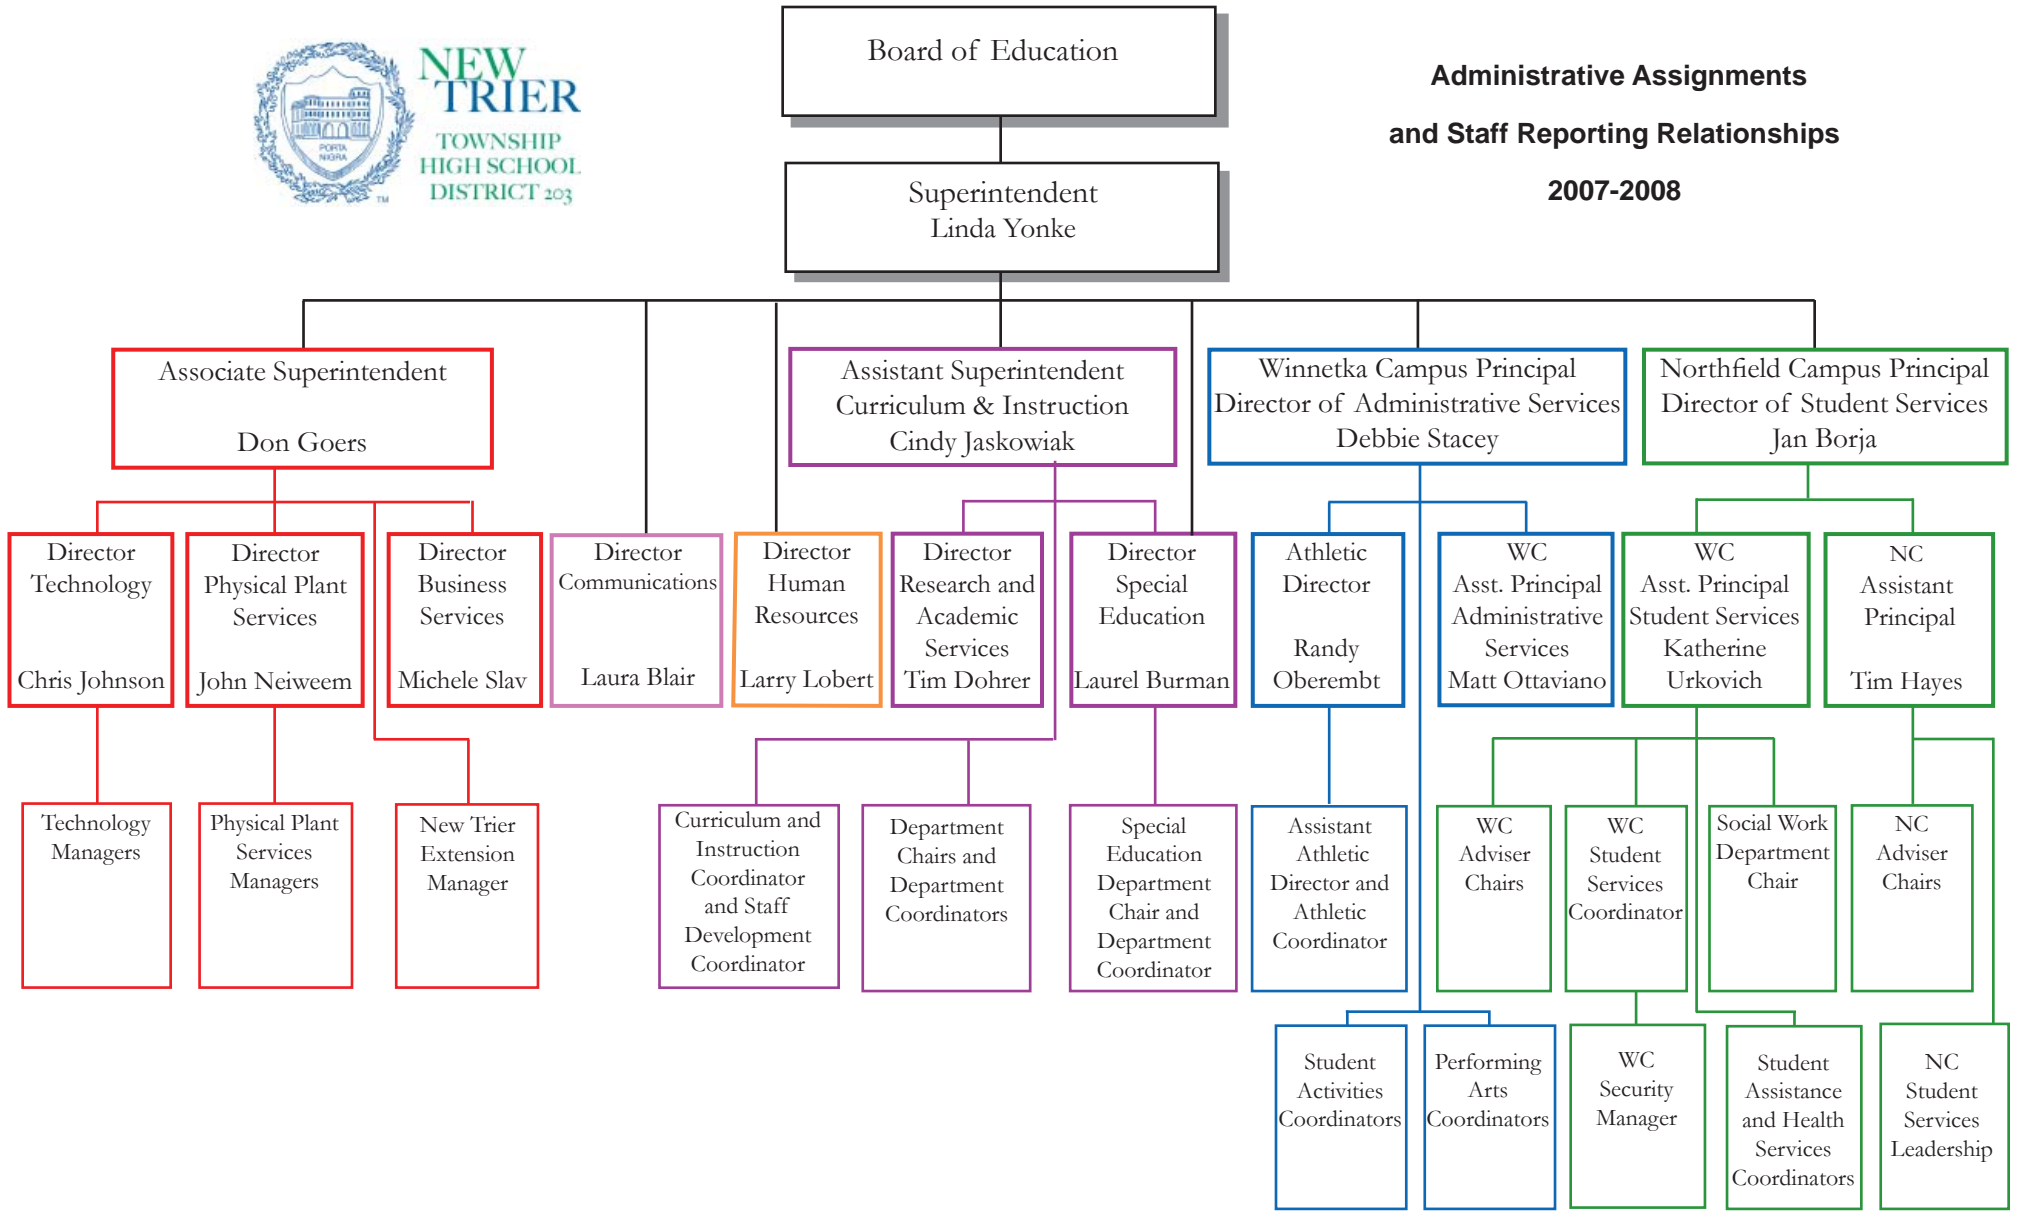 Board of Education
NEW
TRIER
TOWNSHIP
HIGH SCHOOL
DISTRICT 203
PORTA
NIGRA
TM
Administrative Assignments
and Staff Reporting Relationships
2007-2008
Superintendent
Linda Yonke
Associate Superintendent
Don Goers
Assistant Superintendent
Curriculum & Instruction
Cindy Jaskowiak
Winnetka Campus Principal
Director of Administrative Services
Debbie Stacey
Northfield Campus Principal
Director of Student Services
Jan Borja
Director
Technology
Chris Johnson
Director
Physical Plant
Services
John Neiweem
Director
Business
Services
Michele Slav
Director
Communications
Laura Blair
Director
Human
Resources
Larry Lobert
Director
Research and
Academic
Services
Tim Dohrer
Director
Special
Education
Laurel Burman
Athletic
Director
Randy
Oberembt
WC
Asst. Principal
Administrative
Services
Matt Ottaviano
WC
Asst. Principal
Student Services
Katherine
Urkovich
NC
Assistant
Principal
Tim Hayes
Technology
Managers
Physical Plant
Services
Managers
New Trier
Extension
Manager
Curriculum and
Instruction
Coordinator
and Staff
Development
Coordinator
Department
Chairs and
Department
Coordinators
Special
Education
Department
Chair and
Department
Coordinator
Assistant
Athletic
Director and
Athletic
Coordinator
WC
Adviser
Chairs
WC
Student
Services
Coordinator
Social Work
Department
Chair
NC
Adviser
Chairs
Student
Activities
Coordinators
Performing
Arts
Coordinators
WC
Security
Manager
Student
Assistance
and Health
Services
Coordinators
NC
Student
Services
Leadership